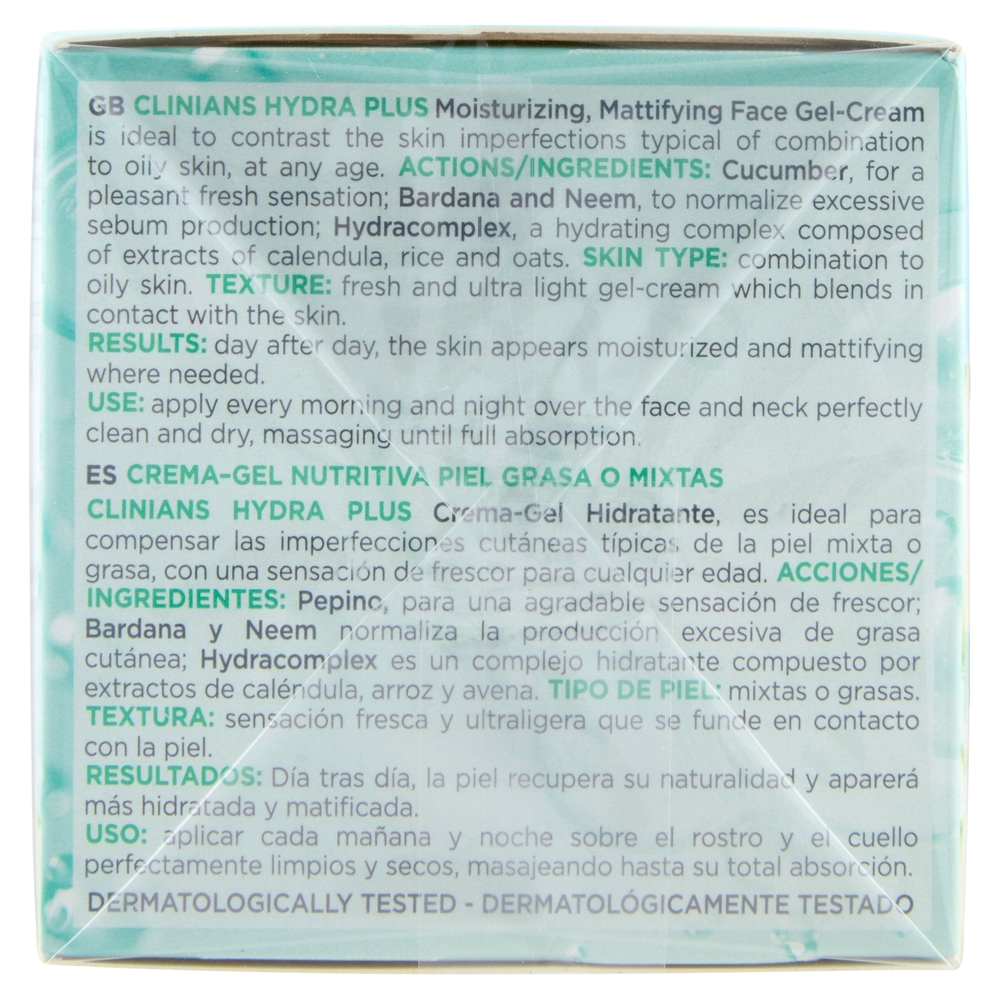 GB CLINIANS HYDRA PLUS Moisturizing, Mattifying Face Gel-Cream
is ideal to contrast the skin imperfections typical of combination
to oily skin, at any age. ACTIONS/INGREDIENTS: Cucumber, for a
pleasant fresh sensation; Bardana and Neem, to normalize excessive
sebum production; Hydracomplex, a hydrating complex composed
of extracts of calendula, rice and oats. SKIN TYPE: combination to
oily skin. TEXTURE: fresh and ultra light gel-cream which blends in
contact with the skin.
RESULTS: day after day, the skin appears moisturized and mattifying
where needed.
USE: apply every morning and night over the face and neck perfectly
clean and dry, massaging until full absorption.
ES CREMA-GEL NUTRITIVA PIEL GRASA O MIXTAS
CLINIANS HYDRA PLUS Crema-Gel Hidratante, es ideal para
compensar las imperfecciones cutáneas típicas de la piel mixta o
grasa, con una sensación de frescor para cualquier edad. ACCIONES/
INGREDIENTES: Pepino, para una agradable sensación de frescor;
Bardana y Neem normaliza la producción excesiva de grasa
cutánea; Hydracomplex es un complejo hidratante compuesto por
extractos de caléndula, arroz y avena. TIPO DE PIEL: mixtas o grasas.
TEXTURA: sensación fresca y ultraligera que se funde en contacto
con la piel.
RESULTADOS: Día tras día, la piel recupera su naturalidad y aparerá
más hidratada y matificada.
USO: aplicar cada mañana y noche sobre el rostro y el cuello
perfectamente limpios y secos, masajeando hasta su total absorción.
DERMATOLOGICALLY TESTED - DERMATOLÓGICAMENTE TESTADO